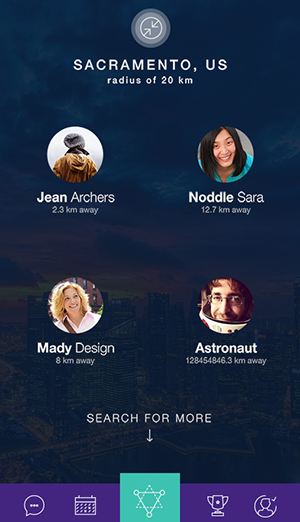 SACRAMENTO, US
radius of 20 km
Jean Archers
2.3 km away
Noddle Sara
12.7 km away
Mady Design
8 km away
Astronaut
128454846.3 km away
SEARCH FOR MORE